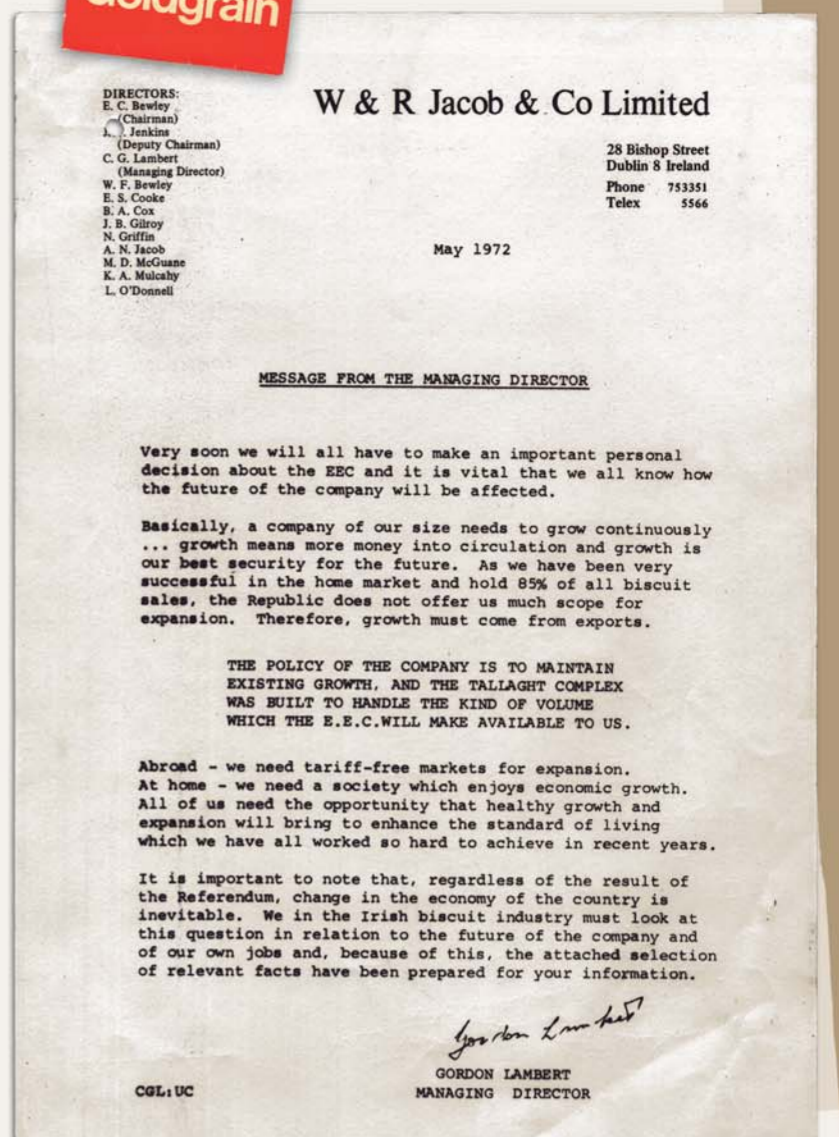 Goldgrain
DIRECTORS:
E. C. Bewley
(Chairman)
J. Jenkins
(Deputy Chairman)
C. G. Lambert
(Managing Director)
W. F. Bewley
E. S. Cooke
B. A. Cox
J. B. Gilroy
N. Griffin
A. N. Jacob
M. D. McGuane
K. A. Mulcahy
L. O'Donnell
W & R Jacob & Co Limited
28 Bishop Street
Dublin 8 Ireland
Phone 753351
Telex 5566
May 1972
MESSAGE FROM THE MANAGING DIRECTOR
Very soon we will all have to make an important personal
decision about the EEC and it is vital that we all know how
the future of the company will be affected.
Basically, a company of our size needs to grow continuously
... growth means more money into circulation and growth is
our best security for the future. As we have been very
successful in the home market and hold 85% of all biscuit
sales, the Republic does not offer us much scope for
expansion. Therefore, growth must come from exports.
THE POLICY OF THE COMPANY IS TO MAINTAIN
EXISTING GROWTH, AND THE TALLAGHT COMPLEX
WAS BUILT TO HANDLE THE KIND OF VOLUME
WHICH THE E.E.C.WILL MAKE AVAILABLE TO US.
Abroad - we need tariff-free markets for expansion.
At home - we need a society which enjoys economic growth.
All of us need the opportunity that healthy growth and
expansion will bring to enhance the standard of living
which we have all worked so hard to achieve in recent years.
It is important to note that, regardless of the result of
the Referendum, change in the economy of the country is
inevitable. We in the Irish biscuit industry must look at
this question in relation to the future of the company and
of our own jobs and, because of this, the attached selection
of relevant facts have been prepared for your information.
Gordon Lambert
GORDON LAMBERT
MANAGING DIRECTOR
CGL:UC